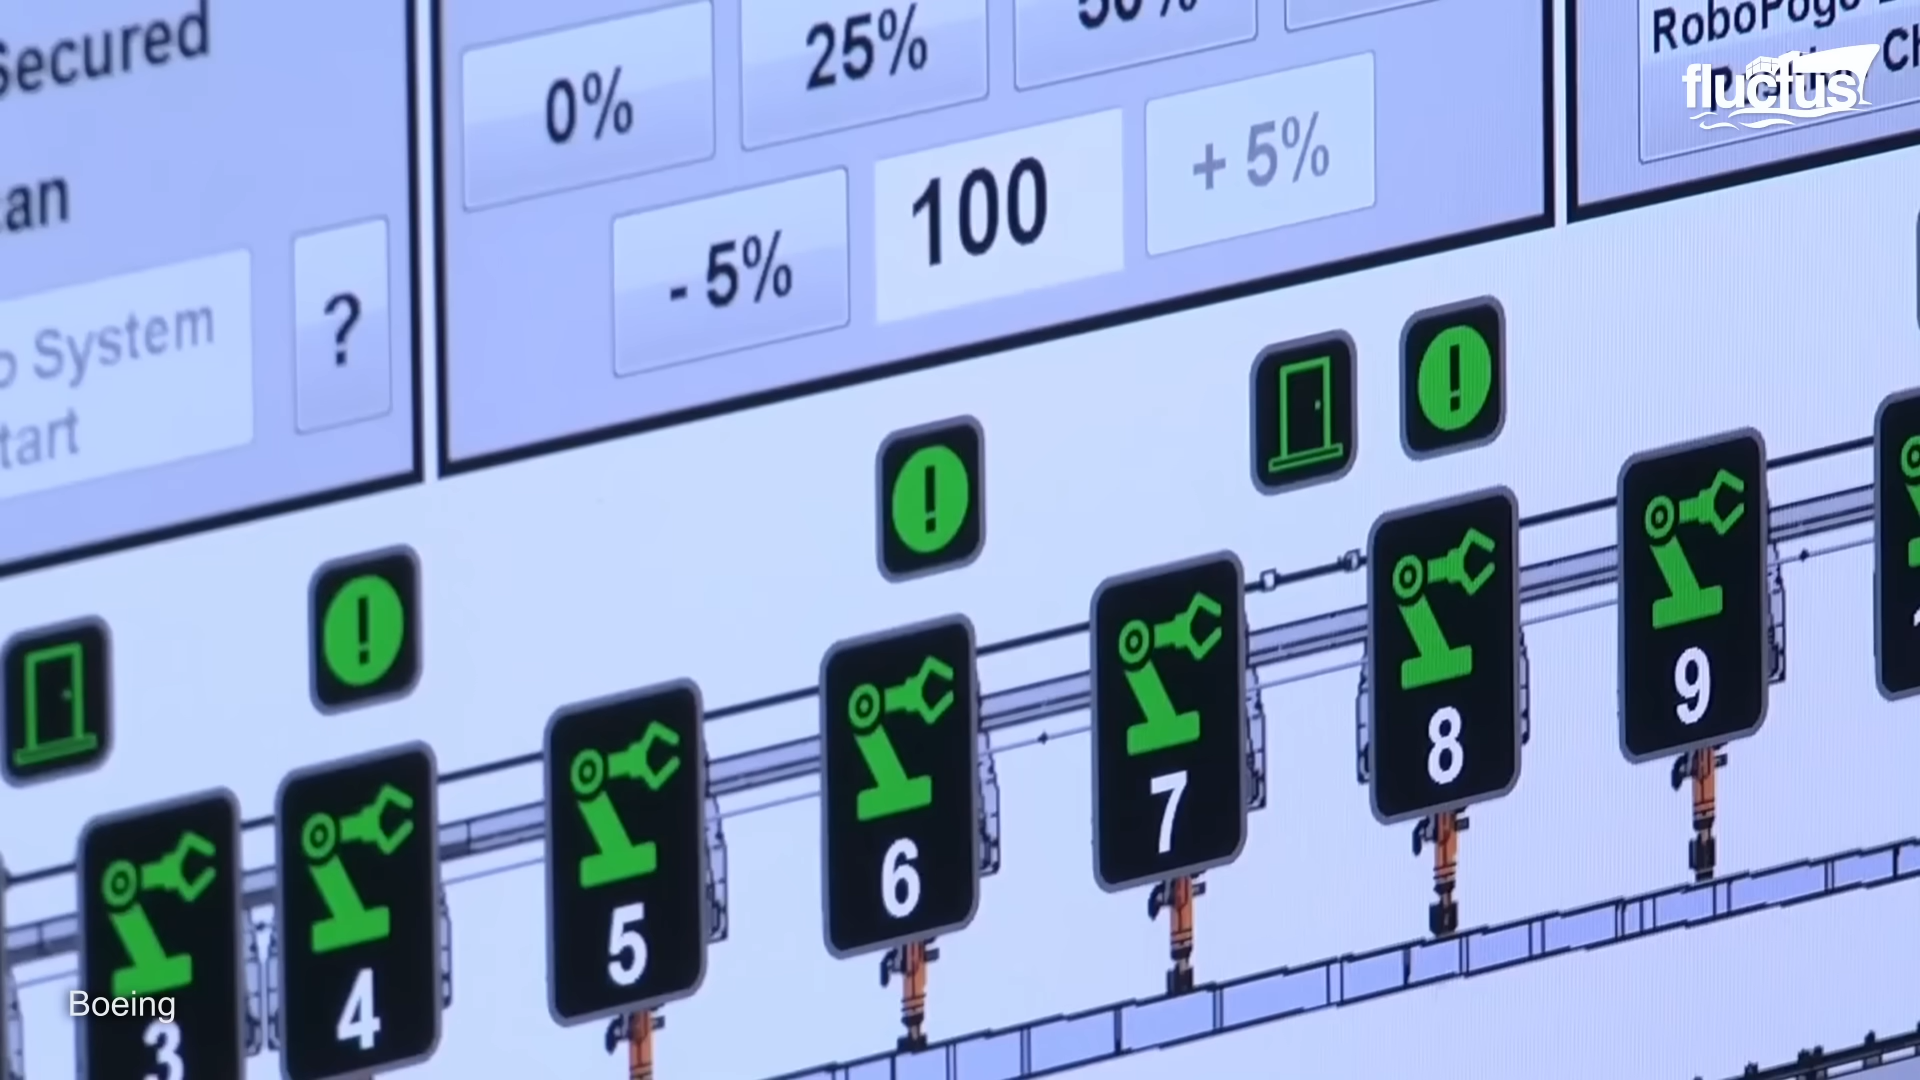 Secured
an
System
tart
?
0%
25%
50%
- 5%
100
+ 5%
RoboPogo
fluctus
3
4
5
6
7
8
9
Boeing